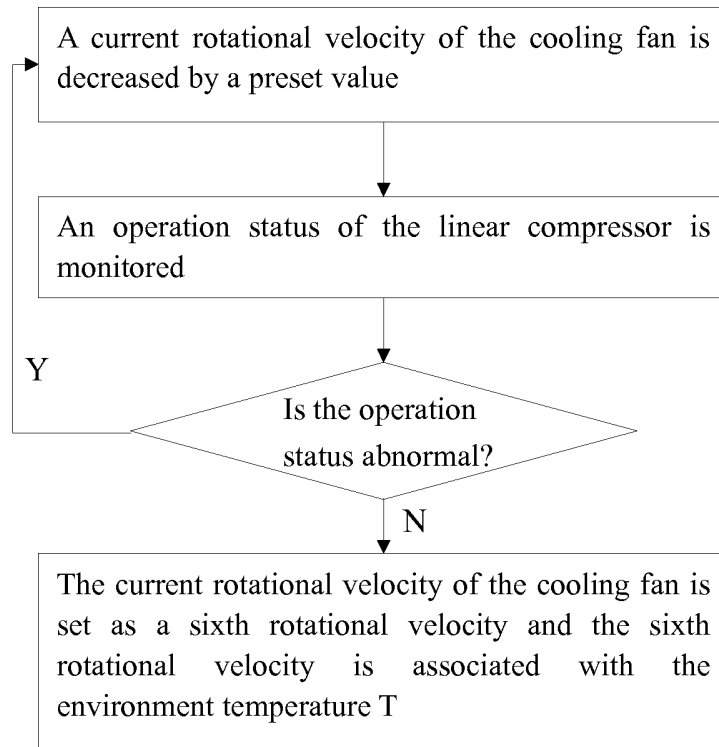 A current rotational velocity of the cooling fan is
decreased by a preset value
An operation status of the linear compressor is
monitored
Y
Is the operation
status abnormal?
N
The current rotational velocity of the cooling fan is
set as a sixth rotational velocity and the sixth
rotational velocity is associated with the
environment temperature T